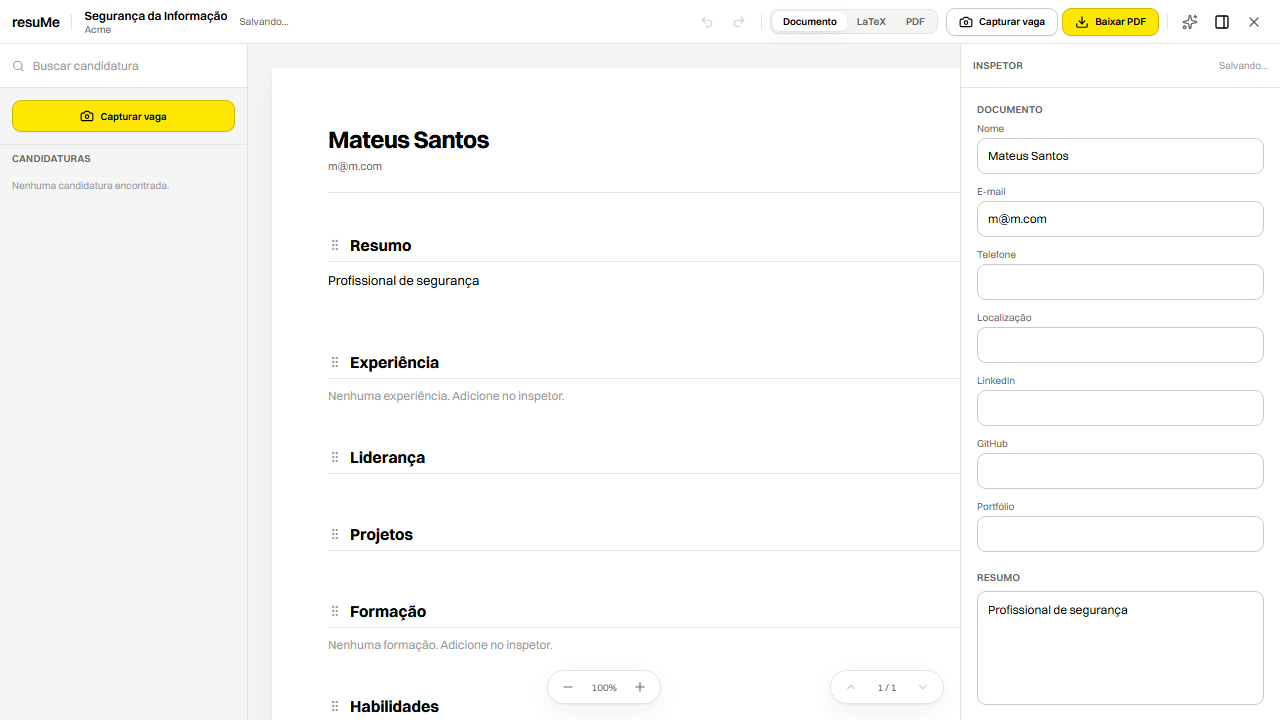 resuMe
Segurança da Informação
Acme
Salvando...
Documento
LaTeX
PDF
Capturar vaga
Baixar PDF
Buscar candidatura
Capturar vaga
CANDIDATURAS
Nenhuma candidatura encontrada.
Mateus Santos
m@m.com
Resumo
Profissional de segurança
Experiência
Nenhuma experiência. Adicione no inspetor.
Liderança
Projetos
Formação
Nenhuma formação. Adicione no inspetor.
Habilidades
100%
1 / 1
INSPETOR
Salvando...
DOCUMENTO
Nome
Mateus Santos
E-mail
m@m.com
Telefone
Localização
LinkedIn
GitHub
Portfólio
RESUMO
Profissional de segurança